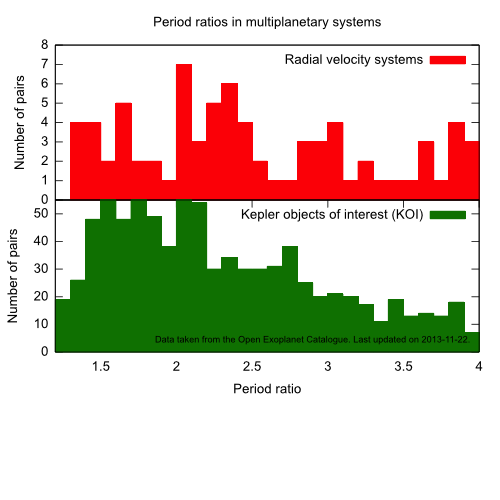 Period ratios in multiplanetary systems
Number of pairs
8
7
6
5
4
3
2
1
0
Radial velocity systems
Number of pairs
50
40
30
20
10
0
Kepler objects of interest (KOI)
Data taken from the Open Exoplanet Catalogue. Last updated on 2013-11-22.
1.5 2 2.5 3 3.5 4
Period ratio